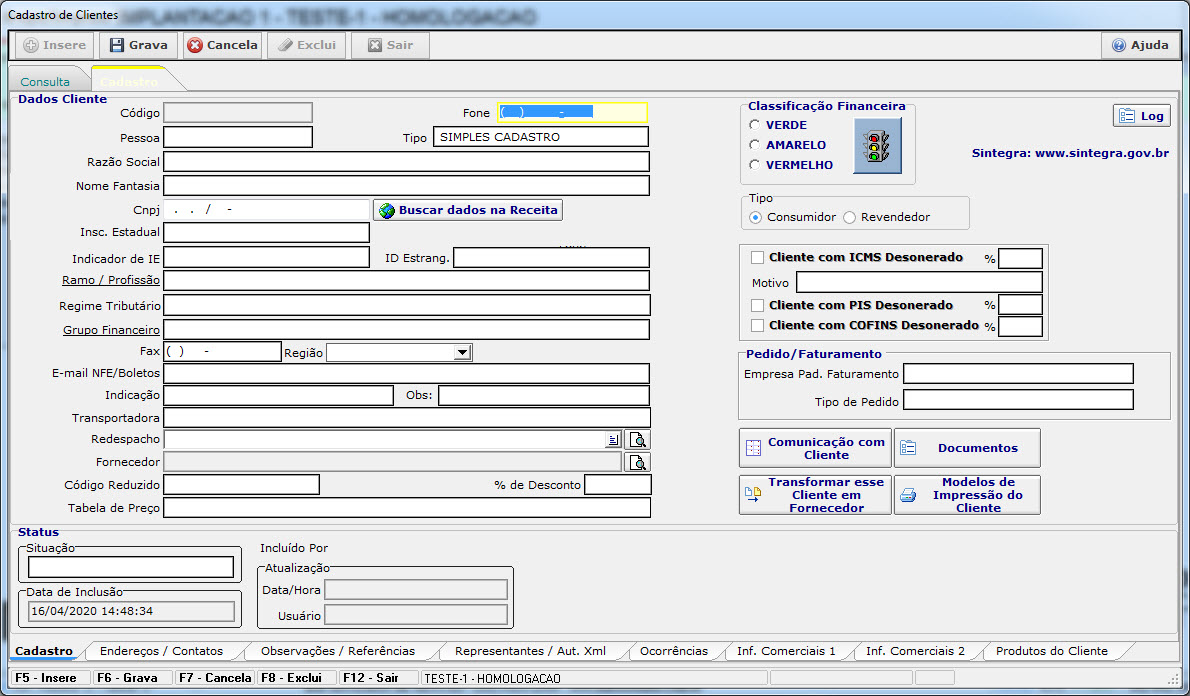 IMPLANTACAO 1 - TESTE-1 - HOMOLOGACAO
Cadastro de Clientes
Insere Grava Cancela Exclui Sair Ajuda
Consulta Cadastro
Dados Cliente
Código
Fone ( ) -
Pessoa
Tipo SIMPLES CADASTRO
Razão Social
Nome Fantasia
Cnpj . . / - Buscar dados na Receita
Insc. Estadual
Indicador de IE
ID Estrang.
Ramo / Profissão
Regime Tributário
Grupo Financeiro
Fax ( ) - Região
E-mail NFE/Boletos
Indicação Obs:
Transportadora
Redespacho
Fornecedor
Código Reduzido % de Desconto
Tabela de Preço
Classificação Financeira
VERDE
AMARELO
VERMELHO
Log
Sintegra: www.sintegra.gov.br
Tipo
Consumidor Revendedor
Cliente com ICMS Desonerado %
Motivo
Cliente com PIS Desonerado %
Cliente com COFINS Desonerado %
Pedido/Faturamento
Empresa Pad. Faturamento
Tipo de Pedido
Comunicação com
Cliente
Documentos
Transformar esse
Cliente em
Fornecedor
Modelos de
Impressão do
Cliente
Status
Situação
Data de Inclusão
16/04/2020 14:48:34
Incluído Por
Atualização
Data/Hora
Usuário
Cadastro Endereços / Contatos Observações / Referências Representantes / Aut. Xml Ocorrências Inf. Comerciais 1 Inf. Comerciais 2 Produtos do Cliente
F5 - Insere F6 - Grava F7 - Cancela F8 - Exclui F12 - Sair TESTE-1 - HOMOLOGACAO